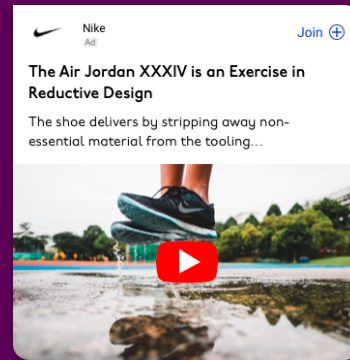 Nike
Ad
Join
The Air Jordan XXXIV is an Exercise in
Reductive Design
The shoe delivers by stripping away non-
essential material from the tooling...